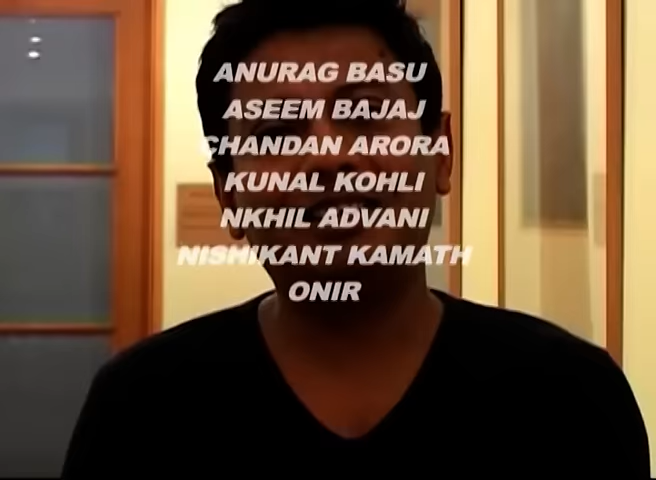 ANURAG BASU
ASEEM BAJAJ
CHANDAN ARORA
KUNAL KOHLI
NKHIL ADVANI
NISHIKANT KAMATH
ONIR